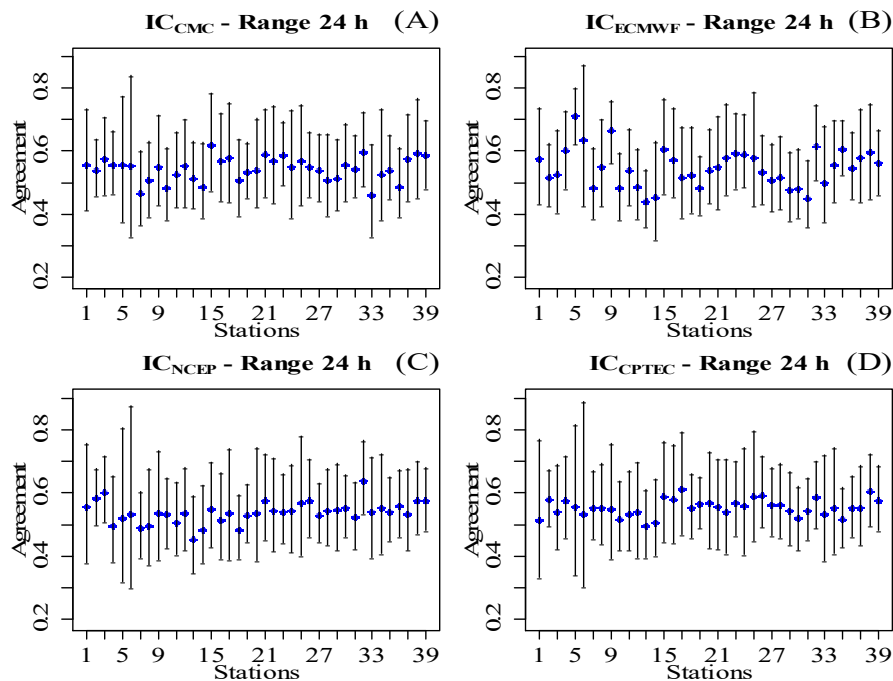 IC_CMC - Range 24 h (A)
Agreement
0.2 0.4 0.6 0.8
1 5 9 15 21 27 33 39
Stations
IC_ECMWF - Range 24 h (B)
Agreement
0.2 0.4 0.6 0.8
1 5 9 15 21 27 33 39
Stations
IC_NCEP - Range 24 h (C)
Agreement
0.2 0.4 0.6 0.8
1 5 9 15 21 27 33 39
Stations
IC_CPTEC - Range 24 h (D)
Agreement
0.2 0.4 0.6 0.8
1 5 9 15 21 27 33 39
Stations